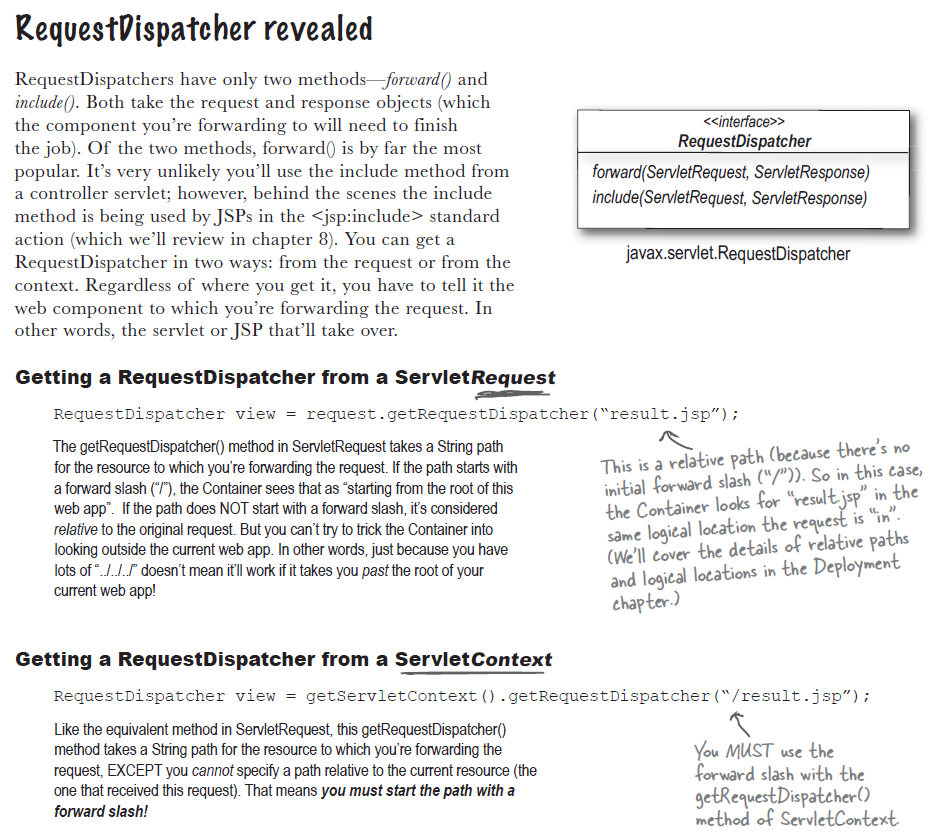 RequestDispatcher revealed
RequestDispatchers have only two methods—forward() and
include(). Both take the request and response objects (which
the component you’re forwarding to will need to finish
the job). Of the two methods, forward() is by far the most
popular. It’s very unlikely you’ll use the include method from
a controller servlet; however, behind the scenes the include
method is being used by JSPs in the <jsp:include> standard
action (which we’ll review in chapter 8). You can get a
RequestDispatcher in two ways: from the request or from the
context. Regardless of where you get it, you have to tell it the
web component to which you’re forwarding the request. In
other words, the servlet or JSP that’ll take over.
<<interface>>
RequestDispatcher
forward(ServletRequest, ServletResponse)
include(ServletRequest, ServletResponse)
javax.servlet.RequestDispatcher
Getting a RequestDispatcher from a ServletRequest
RequestDispatcher view = request.getRequestDispatcher(“result.jsp”);
The getRequestDispatcher() method in ServletRequest takes a String path
for the resource to which you’re forwarding the request. If the path starts with
a forward slash (“/”), the Container sees that as “starting from the root of this
web app”. If the path does NOT start with a forward slash, it’s considered
relative to the original request. But you can’t try to trick the Container into
looking outside the current web app. In other words, just because you have
lots of “../../../” doesn’t mean it’ll work if it takes you past the root of your
current web app!
This is a relative path (because there’s no
initial forward slash (“/”)). So in this case,
the Container looks for “result.jsp” in the
same logical location the request is “in”.
(We’ll cover the details of relative paths
and logical locations in the Deployment
chapter.)
Getting a RequestDispatcher from a ServletContext
RequestDispatcher view = getServletContext().getRequestDispatcher(“/result.jsp”);
Like the equivalent method in ServletRequest, this getRequestDispatcher()
method takes a String path for the resource to which you’re forwarding the
request, EXCEPT you cannot specify a path relative to the current resource (the
one that received this request). That means you must start the path with a
forward slash!
You MUST use the
forward slash with the
getRequestDispatcher()
method of ServletContext.